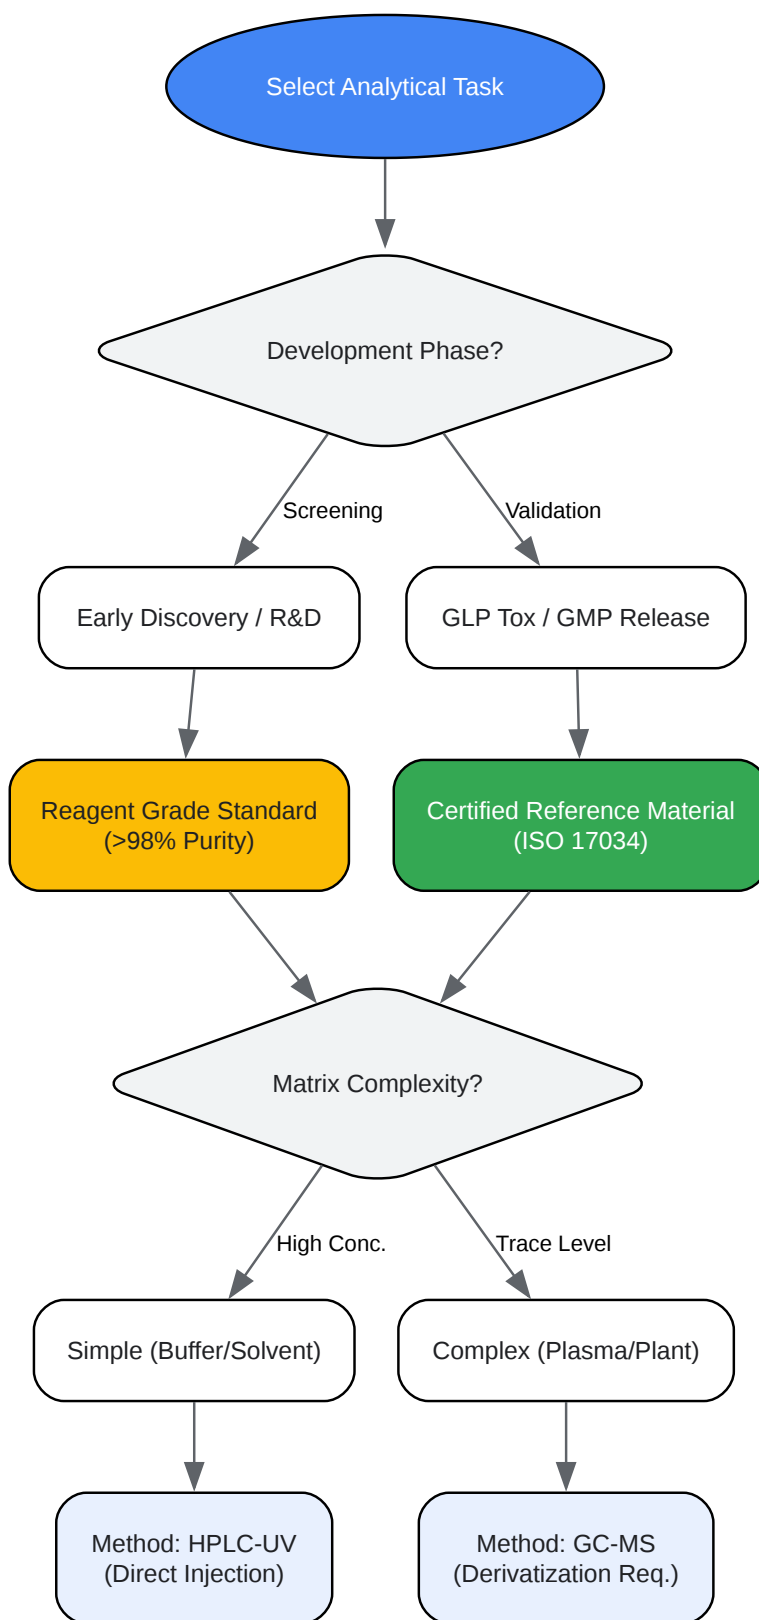 Select Analytical Task
Development Phase?
Screening
Validation
Early Discovery / R&D
GLP Tox / GMP Release
Reagent Grade Standard
(>98% Purity)
Certified Reference Material
(ISO 17034)
Matrix Complexity?
High Conc.
Trace Level
Simple (Buffer/Solvent)
Complex (Plasma/Plant)
Method: HPLC-UV
(Direct Injection)
Method: GC-MS
(Derivatization Req.)